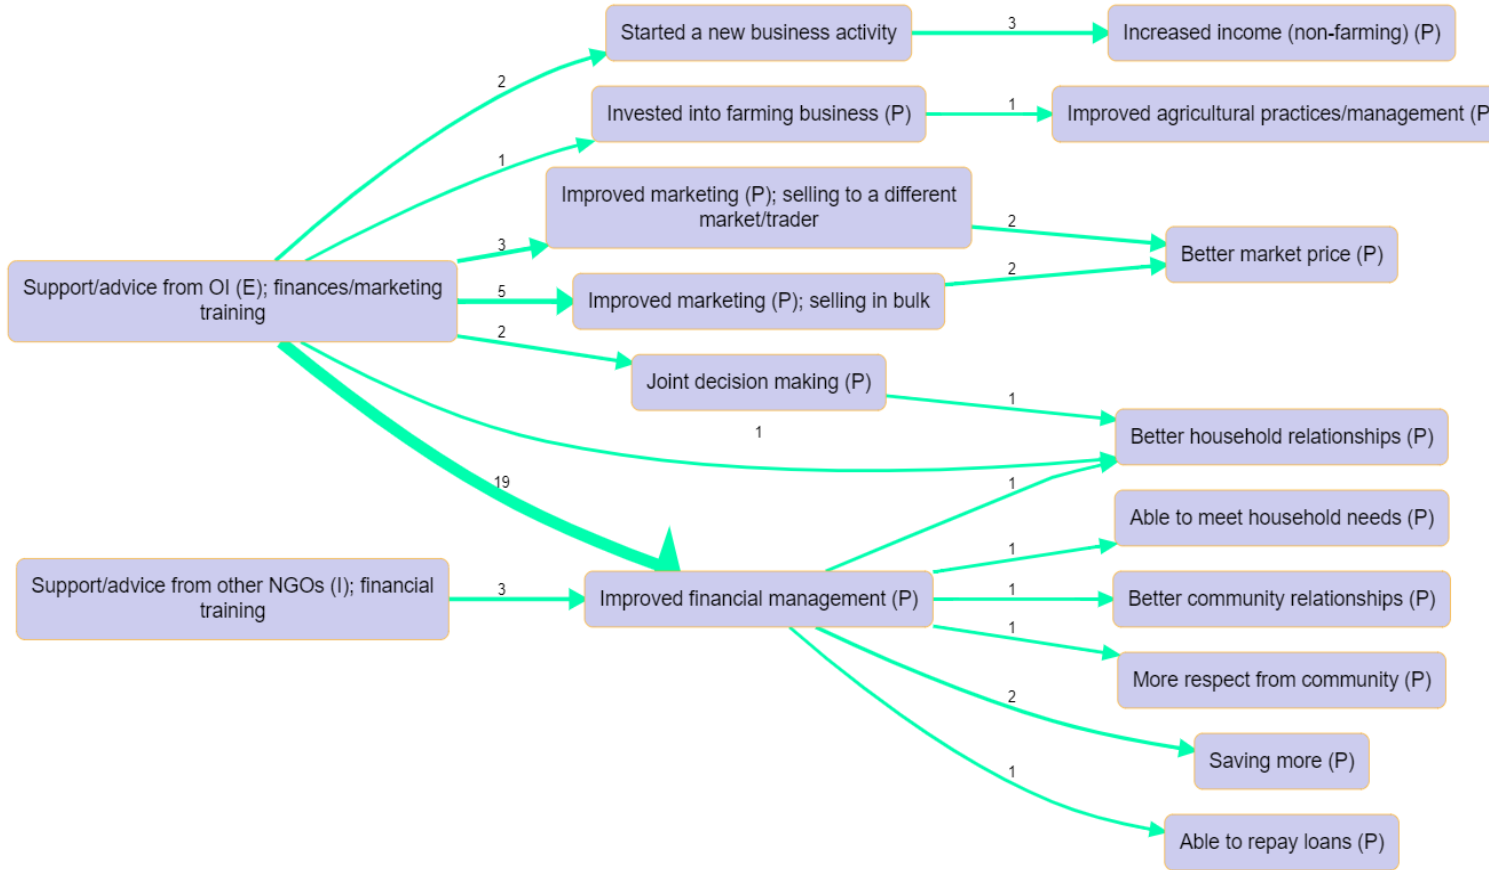 Started a new business activity
3
Increased income (non-farming) (P)
2
Invested into farming business (P)
1
Improved agricultural practices/management (P
1
Improved marketing (P); selling to a different
market/trader
2
Better market price (P)
3
Support/advice from OI (E); finances/marketing
training
5
Improved marketing (P); selling in bulk
2
2
Joint decision making (P)
1
Better household relationships (P)
1
19
1
Able to meet household needs (P)
1
Support/advice from other NGOs (I); financial
training
3
Improved financial management (P)
1
Better community relationships (P)
1
More respect from community (P)
2
Saving more (P)
1
Able to repay loans (P)